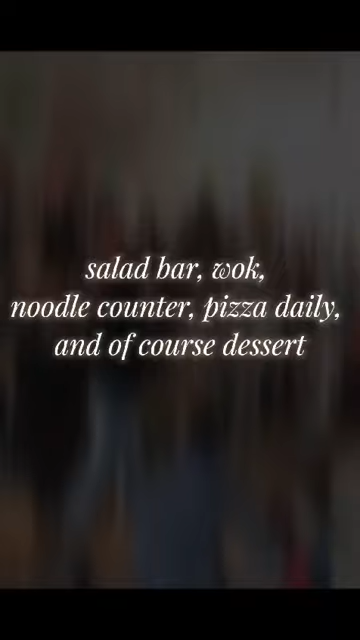 salad bar, wok,
noodle counter, pizza daily,
and of course dessert